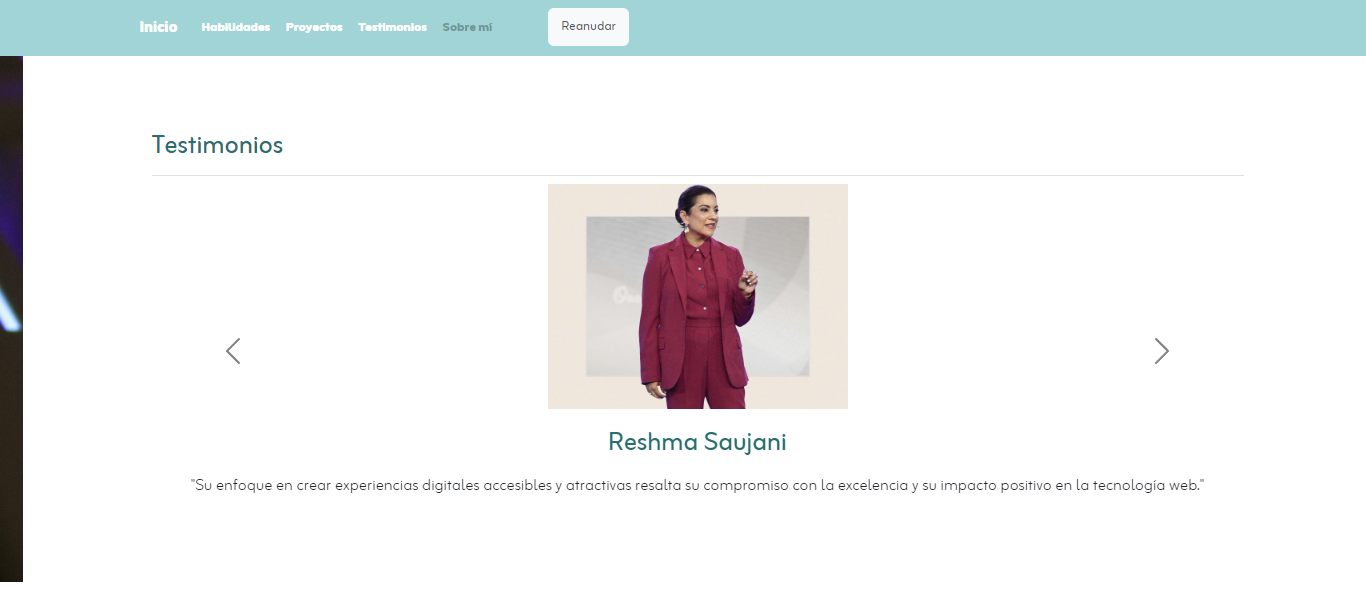 Inicio Habilidades Proyectos Testimonios Sobre mí Reanudar
Testimonios
Reshma Saujani
"Su enfoque en crear experiencias digitales accesibles y atractivas resalta su compromiso con la excelencia y su impacto positivo en la tecnología web."